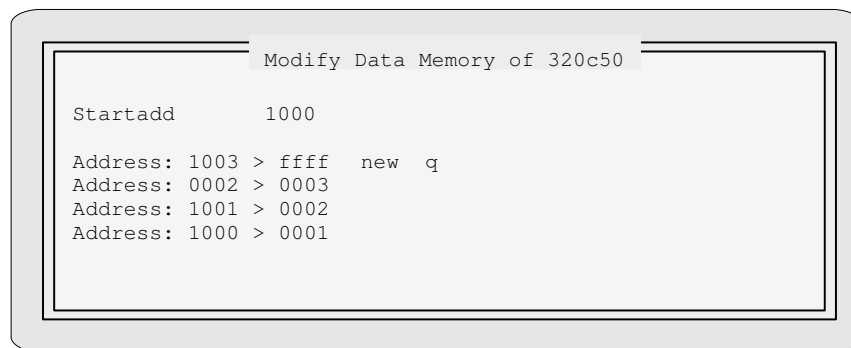 Modify Data Memory of 320c50
Startadd 1000
Address: 1003 > ffff new q
Address: 0002 > 0003
Address: 1001 > 0002
Address: 1000 > 0001